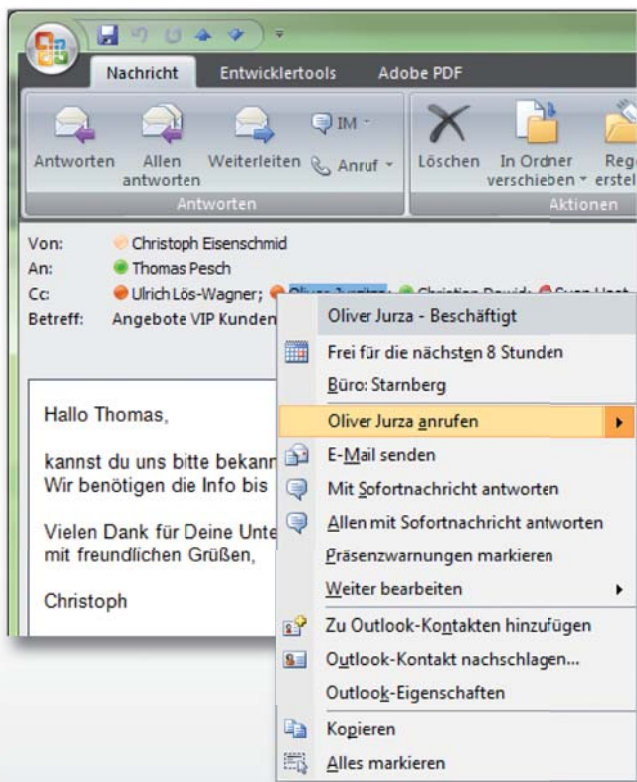 Nachricht Entwicklertools Adobe PDF
Antworten Allen antworten Weiterleiten IM Anruf Löschen In Ordner verschieben
Antworten Aktionen
Von: Christoph Eisenschmid
An: Thomas Pesch
Cc: Ulrich Lös-Wagner;
Betreff: Angebote VIP Kunden
Hallo Thomas,
kannst du uns bitte bekann
Wir benötigen die Info bis
Vielen Dank für Deine Unte
mit freundlichen Grüßen,
Christoph
Oliver Jurza - Beschäftigt
Frei für die nächsten 8 Stunden
Büro: Starnberg
Oliver Jurza anrufen
E-Mail senden
Mit Sofortnachricht antworten
Allen mit Sofortnachricht antworten
Präsenzwarnungen markieren
Weiter bearbeiten
Zu Outlook-Kontakten hinzufügen
Outlook-Kontakt nachschlagen...
Outlook-Eigenschaften
Kopieren
Alles markieren